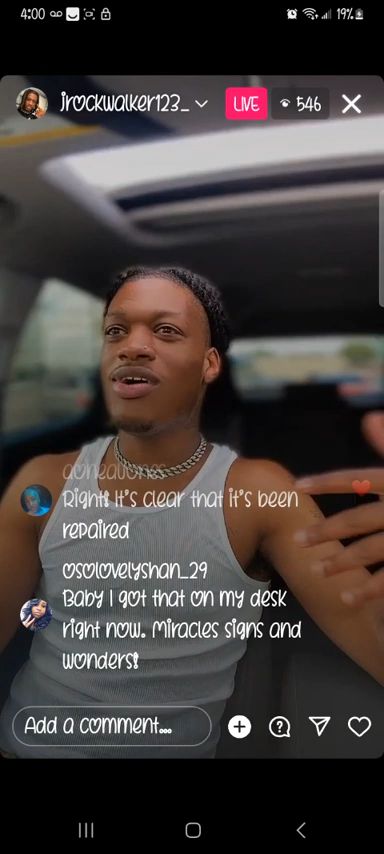 4:00
19%
jrockwalker123_
LIVE
546
Right! It's clear that it's been
repaired
osolovelyshan_29
Baby I got that on my desk
right now. Miracles signs and
wonders!
Add a comment...